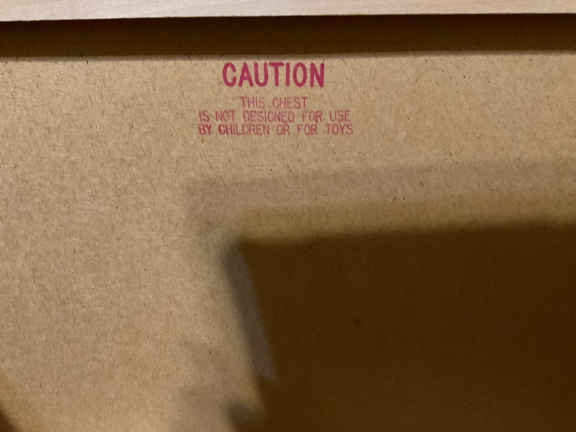 CAUTION
THIS CHEST
IS NOT DESIGNED FOR USE
BY CHILDREN OR FOR TOYS